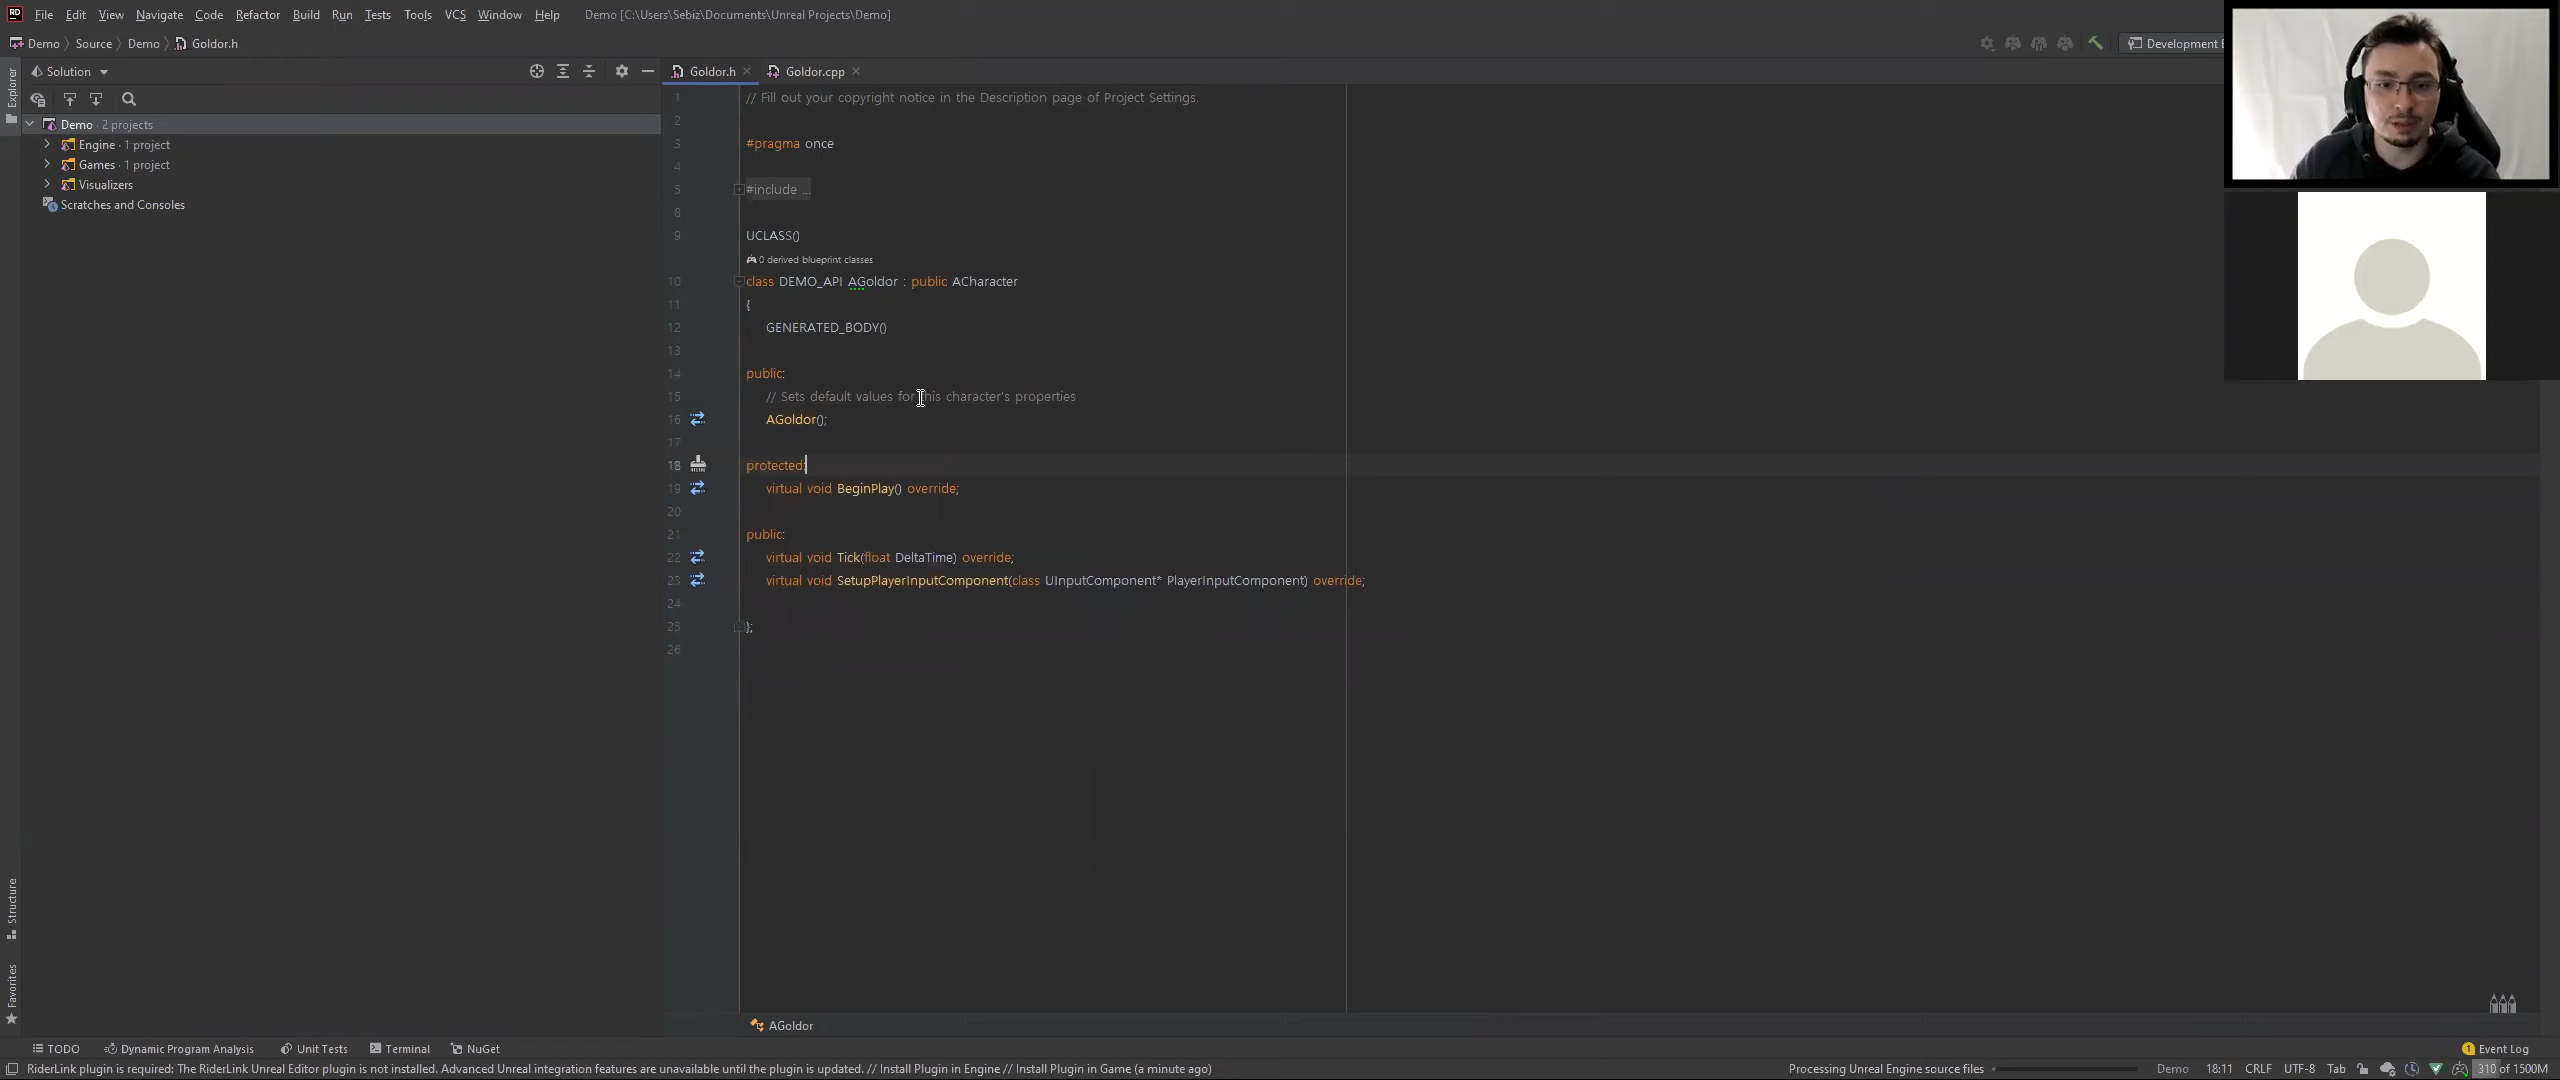 RD File Edit View Navigate Code Refactor Build Run Tests Tools VCS Window Help Demo [C:\Users\Sebiz\Documents\Unreal Projects\Demo]
Demo Source Demo Goldor.h
Development E
Explorer
Solution
Goldor.h Goldor.cpp
Demo · 2 projects
Engine · 1 project
Games · 1 project
Visualizers
Scratches and Consoles
1 // Fill out your copyright notice in the Description page of Project Settings.
2
3 #pragma once
4
5 #include ...
8
9 UCLASS()
0 derived blueprint classes
10 class DEMO_API AGoldor : public ACharacter
11 {
12 GENERATED_BODY()
13
14 public:
15 // Sets default values for this character's properties
16 AGoldor();
17
18 protected:
19 virtual void BeginPlay() override;
20
21 public:
22 virtual void Tick(float DeltaTime) override;
23 virtual void SetupPlayerInputComponent(class UInputComponent* PlayerInputComponent) override;
24
25 };
26
Structure
Favorites
AGoldor
TODO Dynamic Program Analysis Unit Tests Terminal NuGet
1 Event Log
RiderLink plugin is required: The RiderLink Unreal Editor plugin is not installed. Advanced Unreal integration features are unavailable until the plugin is updated. // Install Plugin in Engine // Install Plugin in Game (a minute ago)
Processing Unreal Engine source files Demo 18:11 CRLF UTF-8 Tab 310 of 1500M